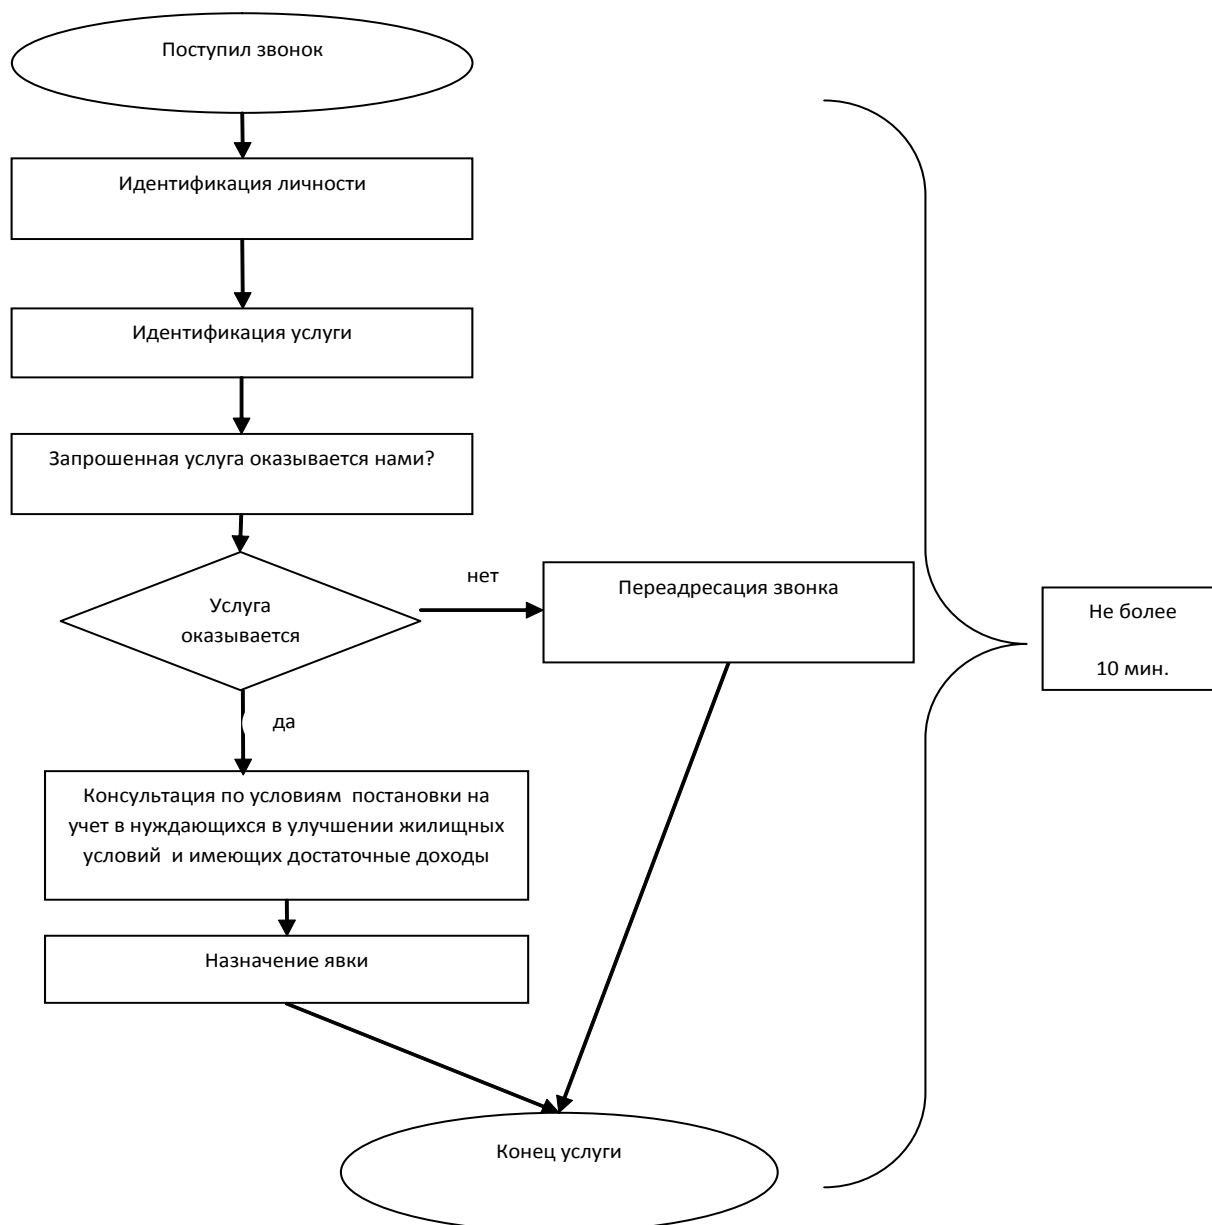 Поступил звонок
Идентификация личности
Идентификация услуги
Запрошенная услуга оказывается нами?
Услуга
оказывается
нет
Переадресация звонка
Не более
10 мин.
да
Консультация по условиям постановки на
учет в нуждающихся в улучшении жилищных
условий и имеющих достаточные доходы
Назначение явки
Конец услуги